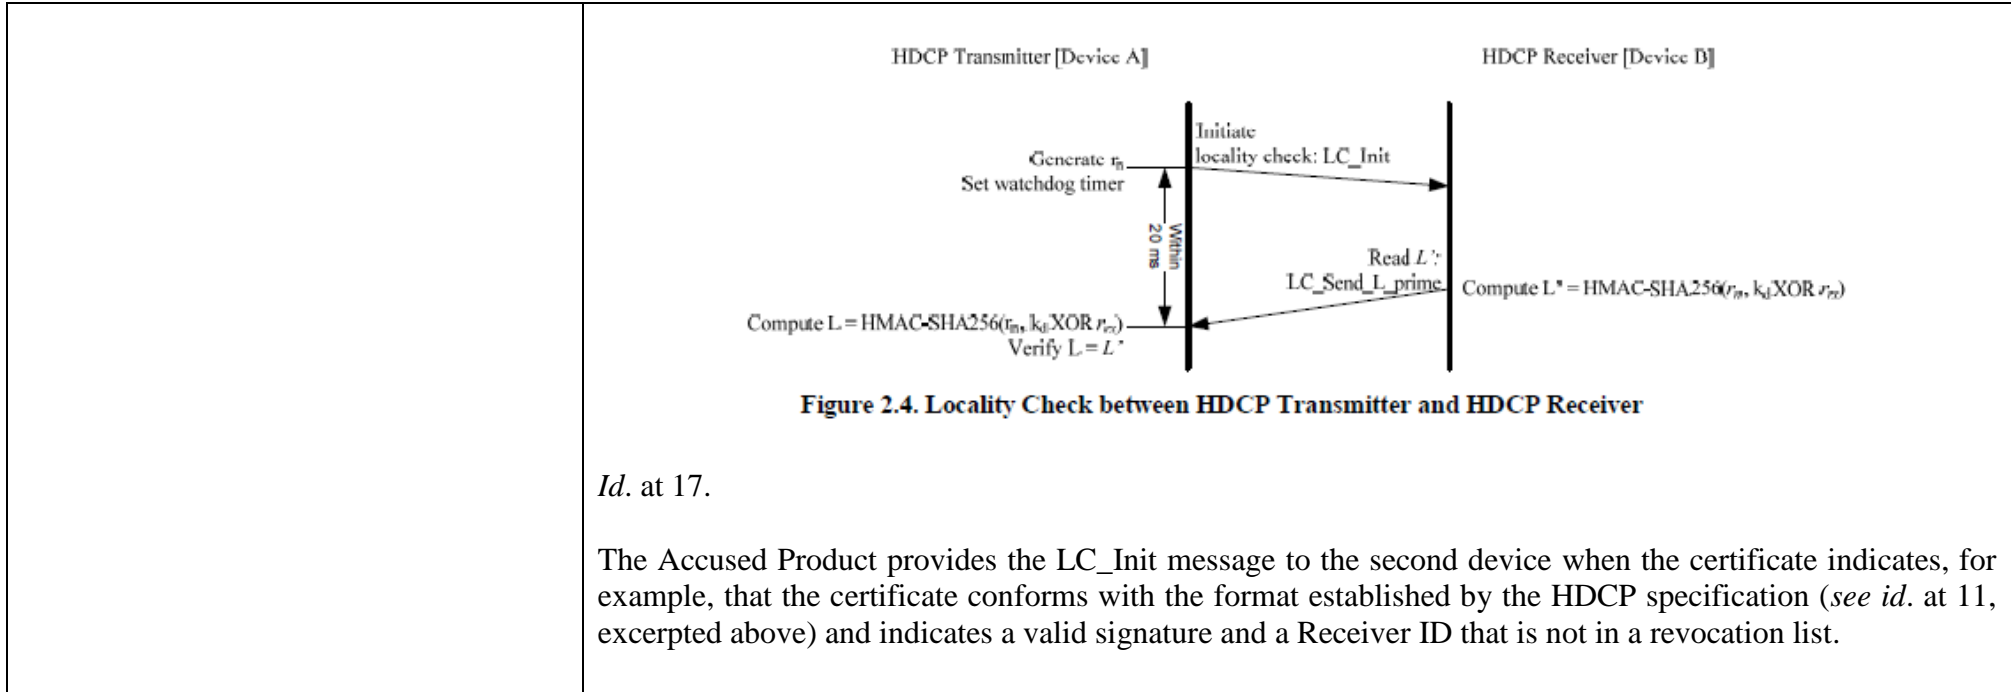 HDCP Transmitter [Device A]
HDCP Receiver [Device B]
Initiate
locality check: LC_Init
Generate rn
Set watchdog timer
Within
20 ms
Read L':
LC_Send_L_prime
Compute L' = HMAC-SHA256(rn, kd XOR rrx)
Compute L = HMAC-SHA256(rn, kd XOR rrx)
Verify L = L'
Figure 2.4. Locality Check between HDCP Transmitter and HDCP Receiver
Id. at 17.
The Accused Product provides the LC_Init message to the second device when the certificate indicates, for
example, that the certificate conforms with the format established by the HDCP specification (see id. at 11,
excerpted above) and indicates a valid signature and a Receiver ID that is not in a revocation list.